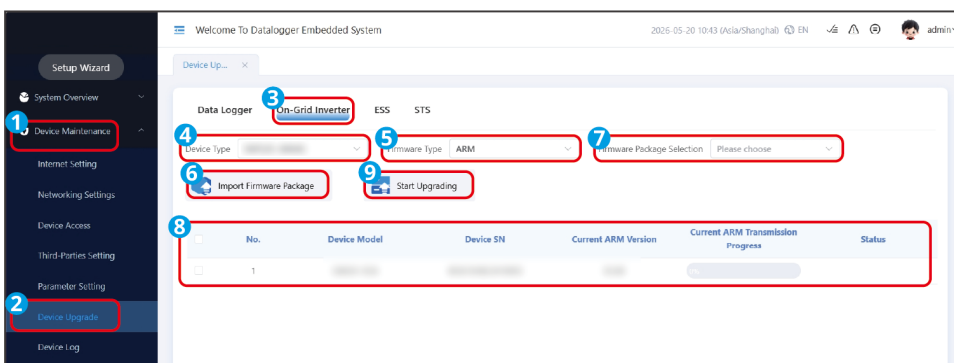 Welcome To Datalogger Embedded System
2026-05-20 10:43 (Asia/Shanghai) EN
admin
Setup Wizard
Device Up...
System Overview
3
Data Logger On-Grid Inverter ESS STS
1
Device Maintenance
4 5 7
Device Type
Firmware Type ARM
Firmware Package Selection Please choose
Internet Setting
6 9
Import Firmware Package Start Upgrading
Networking Settings
Device Access
8
No. Device Model Device SN Current ARM Version Current ARM Transmission Progress Status
Third-Parties Setting
1
Parameter Setting
2
Device Upgrade
Device Log